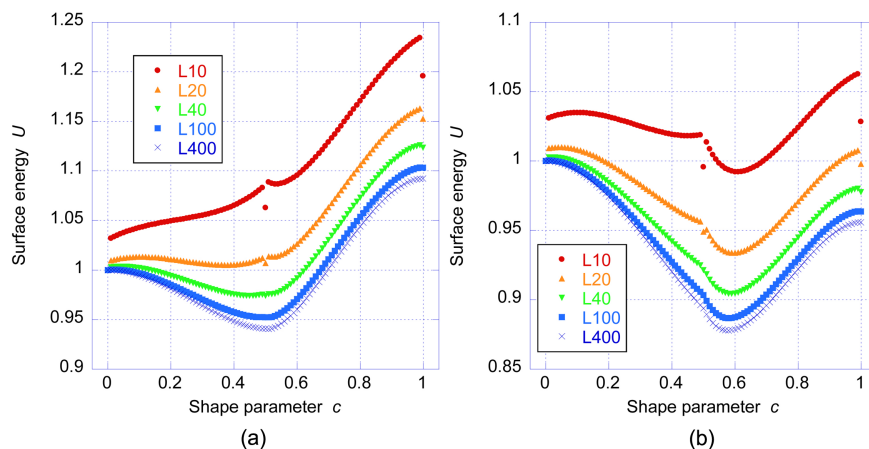 1.25
1.2
1.15
1.1
1.05
1
0.95
0.9
Surface energy U
L10
L20
L40
L100
L400
0 0.2 0.4 0.6 0.8 1
Shape parameter c
(a)
1.1
1.05
1
0.95
0.9
0.85
Surface energy U
L10
L20
L40
L100
L400
0 0.2 0.4 0.6 0.8 1
Shape parameter c
(b)